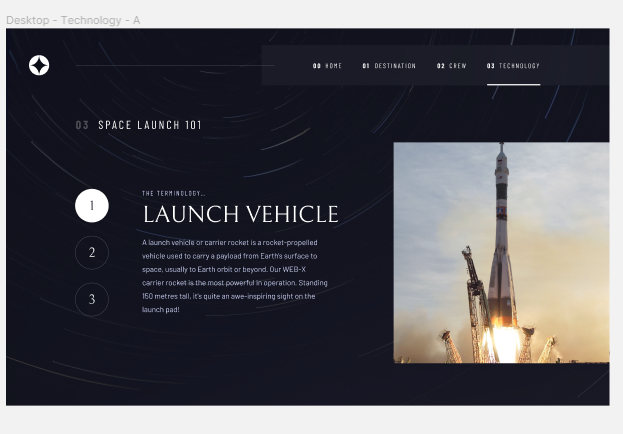 Desktop - Technology - A
00 HOME
01 DESTINATION
02 CREW
03 TECHNOLOGY
03 SPACE LAUNCH 101
1
2
3
THE TERMINOLOGY…
LAUNCH VEHICLE
A launch vehicle or carrier rocket is a rocket-propelled
vehicle used to carry a payload from Earth's surface to
space, usually to Earth orbit or beyond. Our WEB-X
carrier rocket is the most powerful in operation. Standing
150 metres tall, it's quite an awe-inspiring sight on the
launch pad!